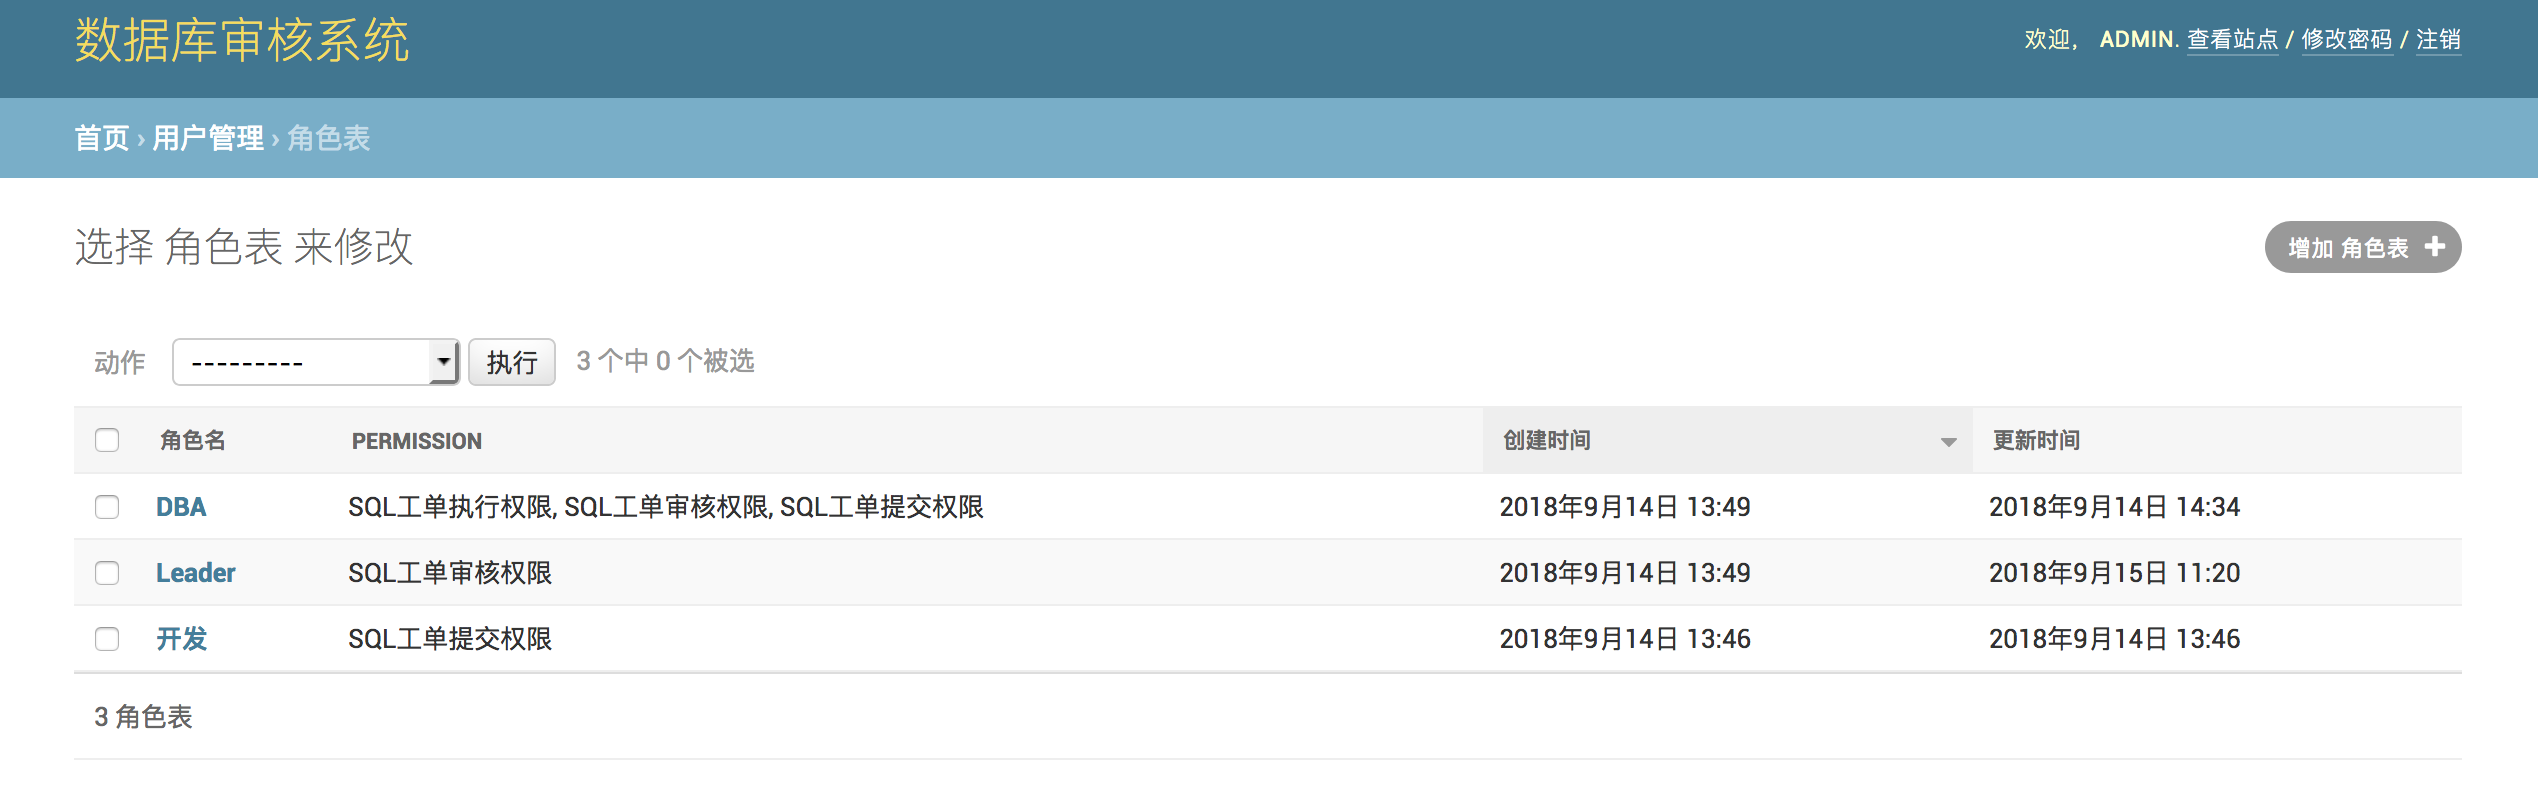 数据库审核系统
欢迎， ADMIN. 查看站点 / 修改密码 / 注销
首页 › 用户管理 › 角色表
选择 角色表 来修改
增加 角色表 +
动作 --------- 执行 3 个中 0 个被选
角色名 PERMISSION 创建时间 更新时间
DBA SQL工单执行权限, SQL工单审核权限, SQL工单提交权限 2018年9月14日 13:49 2018年9月14日 14:34
Leader SQL工单审核权限 2018年9月14日 13:49 2018年9月15日 11:20
开发 SQL工单提交权限 2018年9月14日 13:46 2018年9月14日 13:46
3 角色表